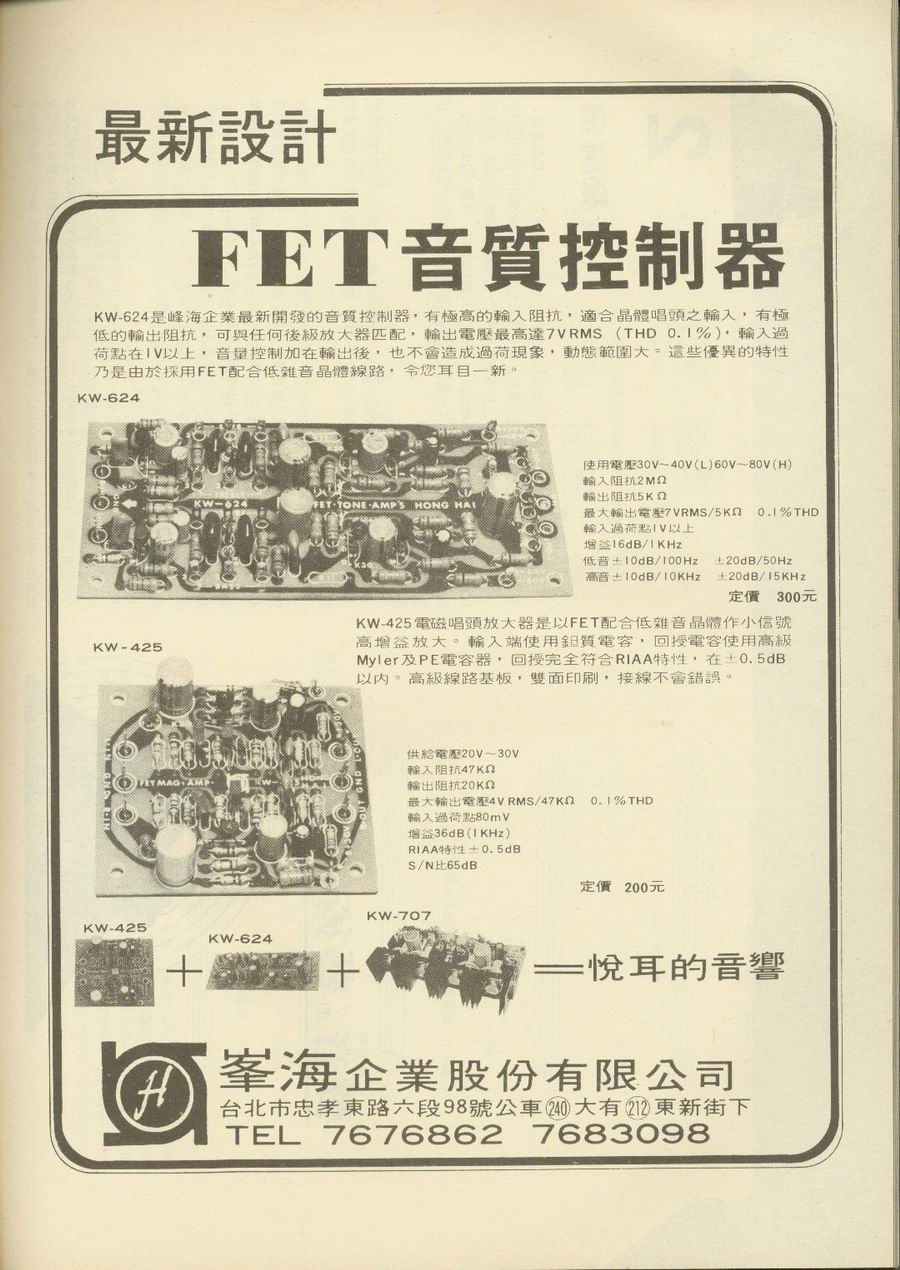 最新設計
FET音質控制器
KW-624是峰海企業最新開發的音質控制器，有極高的輸入阻抗，適合晶體唱頭之輸入，有極
低的輸出阻抗，可與任何後級放大器匹配，輸出電壓最高達7VRMS (THD 0.1%)，輸入過
荷點在1V以上，音量控制加在輸出後，也不會造成過荷現象，動態範圍大。這些優異的特性
乃是由於採用FET配合低雜音晶體線路，令您耳目一新。
KW-624
KW-624 FET·TONE·AMP'S HONG HAI
使用電壓30V～40V(L)60V～80V(H)
輸入阻抗2MΩ
輸出阻抗5KΩ
最大輸出電壓7VRMS/5KΩ 0.1%THD
輸入過荷點1V以上
增益16dB/1KHz
低音±10dB/100Hz ±20dB/50Hz
高音±10dB/10KHz ±20dB/15KHz
定價 300元
KW-425電磁唱頭放大器是以FET配合低雜音晶體作小信號
高增益放大。輸入端使用鉭質電容，回授電容使用高級
Myler及PE電容器，回授完全符合RIAA特性，在±0.5dB
以內。高級線路基板，雙面印刷，接線不會錯誤。
KW-425
FET MAG·AMP
供給電壓20V～30V
輸入阻抗47KΩ
輸出阻抗20KΩ
最大輸出電壓4V RMS/47KΩ 0.1%THD
輸入過荷點80mV
增益36dB(1KHz)
RIAA特性±0.5dB
S/N比65dB
定價 200元
KW-425 + KW-624 + KW-707 = 悅耳的音響
H
峯海企業股份有限公司
台北市忠孝東路六段98號公車240大有212東新街下
TEL 7676862 7683098